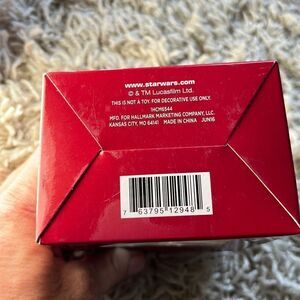 www.starwars.com
© & TM Lucasfilm Ltd.
THIS IS NOT A TOY. FOR DECORATIVE USE ONLY.
1HCM6544
MFD. FOR HALLMARK MARKETING COMPANY, LLC.
KANSAS CITY, MO 64141 MADE IN CHINA JUN16
7 63795 12948 5